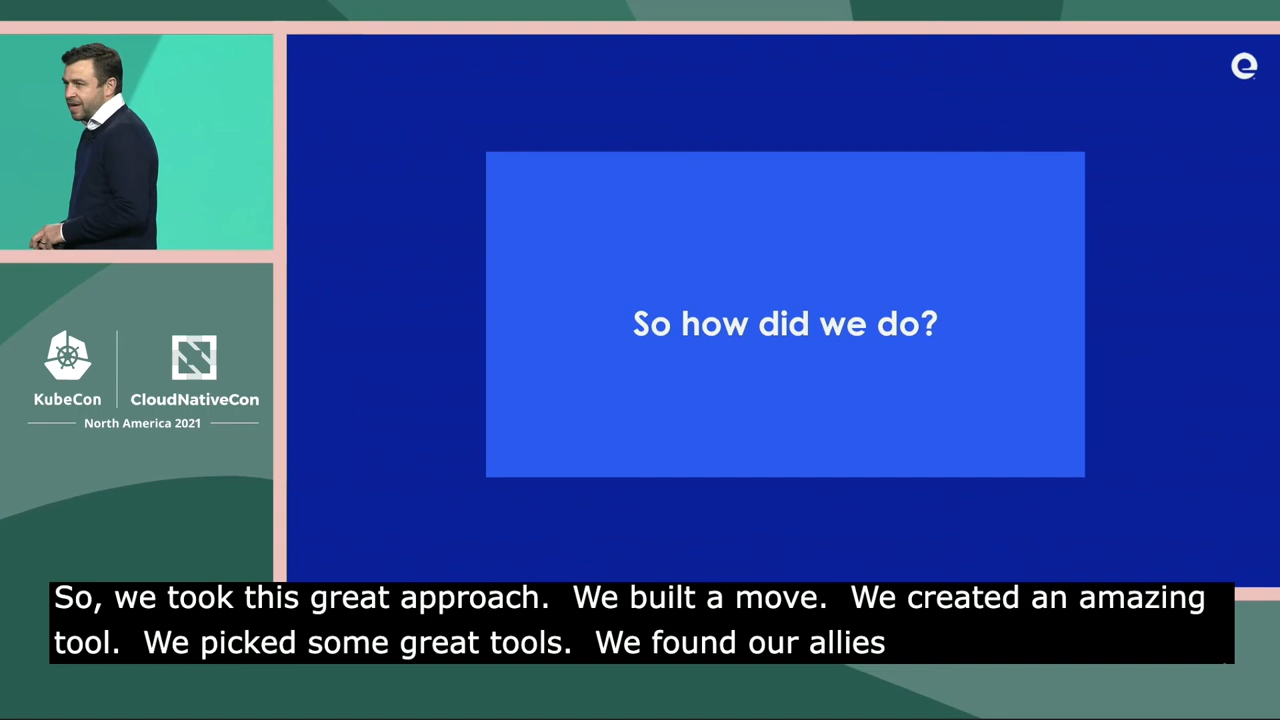 So how did we do?
KubeCon
CloudNativeCon
North America 2021
So, we took this great approach.  We built a move.  We created an amazing
tool.  We picked some great tools.  We found our allies